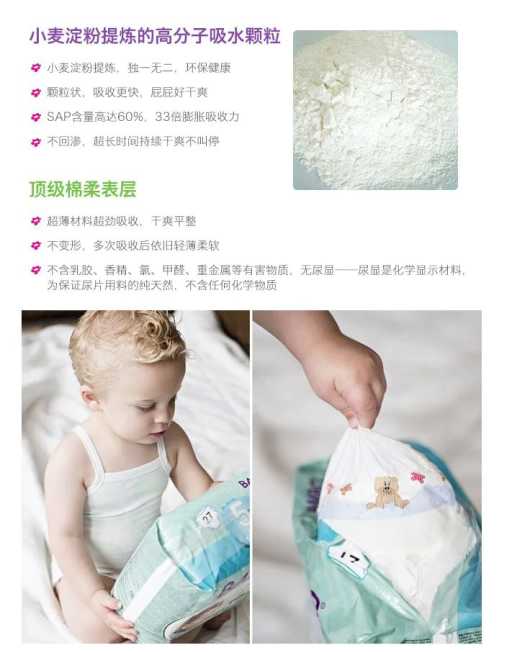 小麦淀粉提炼的高分子吸水颗粒
小麦淀粉提炼，独一无二，环保健康
颗粒状，吸收更快，屁屁好干爽
SAP含量高达60%，33倍膨胀吸收力
不回渗，超长时间持续干爽不叫停
顶级棉柔表层
超薄材料超劲吸收，干爽平整
不变形，多次吸收后依旧轻薄柔软
不含乳胶、香精、氯、甲醛、重金属等有害物质，无尿显——尿显是化学显示材料，
为保证尿片用料的纯天然，不含任何化学物质
27
5
17